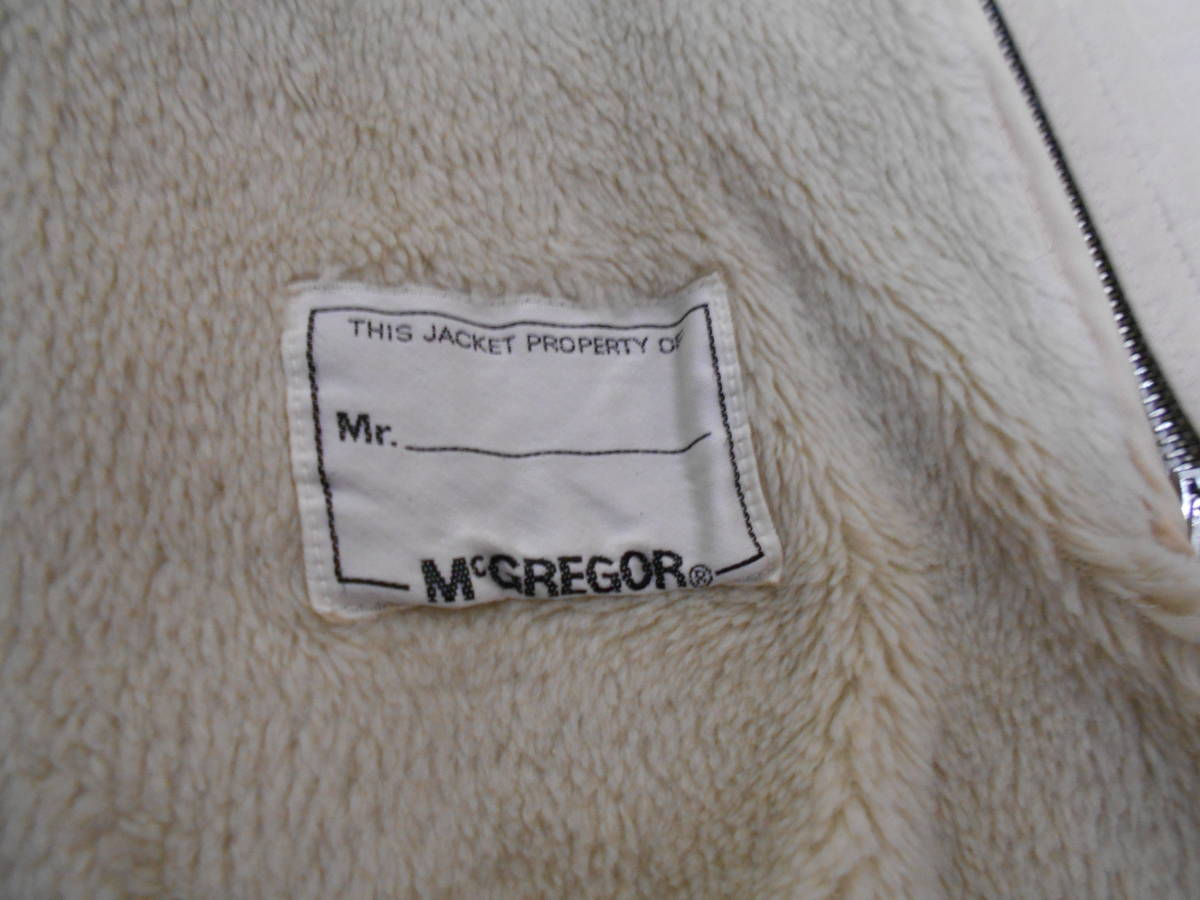 THIS JACKET PROPERTY OF
Mr.
McGREGOR®